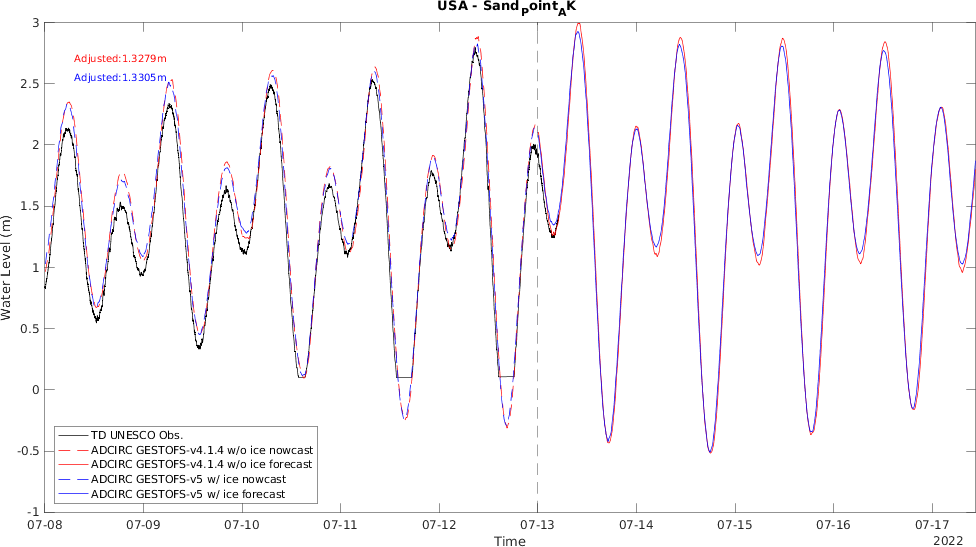 USA - Sand_Point_AK
3
2.5
2
1.5
1
0.5
0
-0.5
-1
Water Level (m)
Adjusted:1.3279m
Adjusted:1.3305m
TD UNESCO Obs.
ADCIRC GESTOFS-v4.1.4 w/o ice nowcast
ADCIRC GESTOFS-v4.1.4 w/o ice forecast
ADCIRC GESTOFS-v5 w/ ice nowcast
ADCIRC GESTOFS-v5 w/ ice forecast
07-08 07-09 07-10 07-11 07-12 07-13 07-14 07-15 07-16 07-17
Time
2022